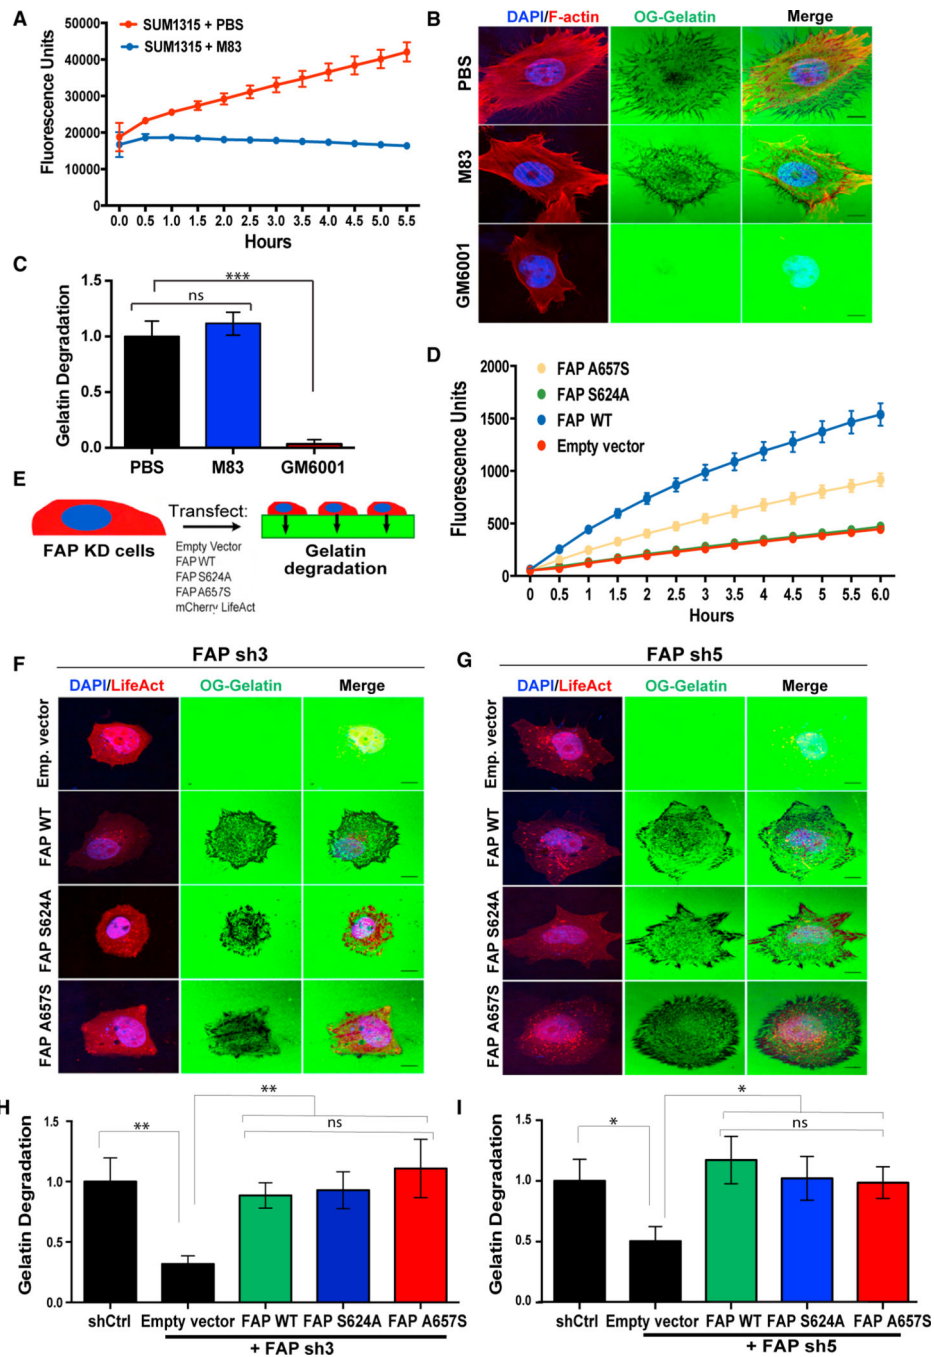 A
SUM1315 + PBS
SUM1315 + M83
Fluorescence Units
50000
40000
30000
20000
10000
0
0.0 0.5 1.0 1.5 2.0 2.5 3.0 3.5 4.0 4.5 5.0 5.5
Hours
B
DAPI/F-actin OG-Gelatin Merge
PBS
M83
GM6001
C
Gelatin Degradation
1.5
1.0
0.5
0.0
***
ns
PBS M83 GM6001
D
Fluorescence Units
2000
1500
1000
500
0
FAP A657S
FAP S624A
FAP WT
Empty vector
0 0.5 1 1.5 2 2.5 3 3.5 4 4.5 5 5.5 6.0
Hours
E
FAP KD cells
Transfect:
Empty Vector
FAP WT
FAP S624A
FAP A657S
mCherry LifeAct
Gelatin
degradation
F
FAP sh3
DAPI/LifeAct OG-Gelatin Merge
Emp. vector
FAP WT
FAP S624A
FAP A657S
G
FAP sh5
DAPI/LifeAct OG-Gelatin Merge
Emp. vector
FAP WT
FAP S624A
FAP A657S
H
Gelatin Degradation
1.5
1.0
0.5
0.0
**
**
ns
shCtrl Empty vector FAP WT FAP S624A FAP A657S
+ FAP sh3
I
Gelatin Degradation
1.5
1.0
0.5
0.0
*
*
ns
shCtrl Empty vector FAP WT FAP S624A FAP A657S
+ FAP sh5